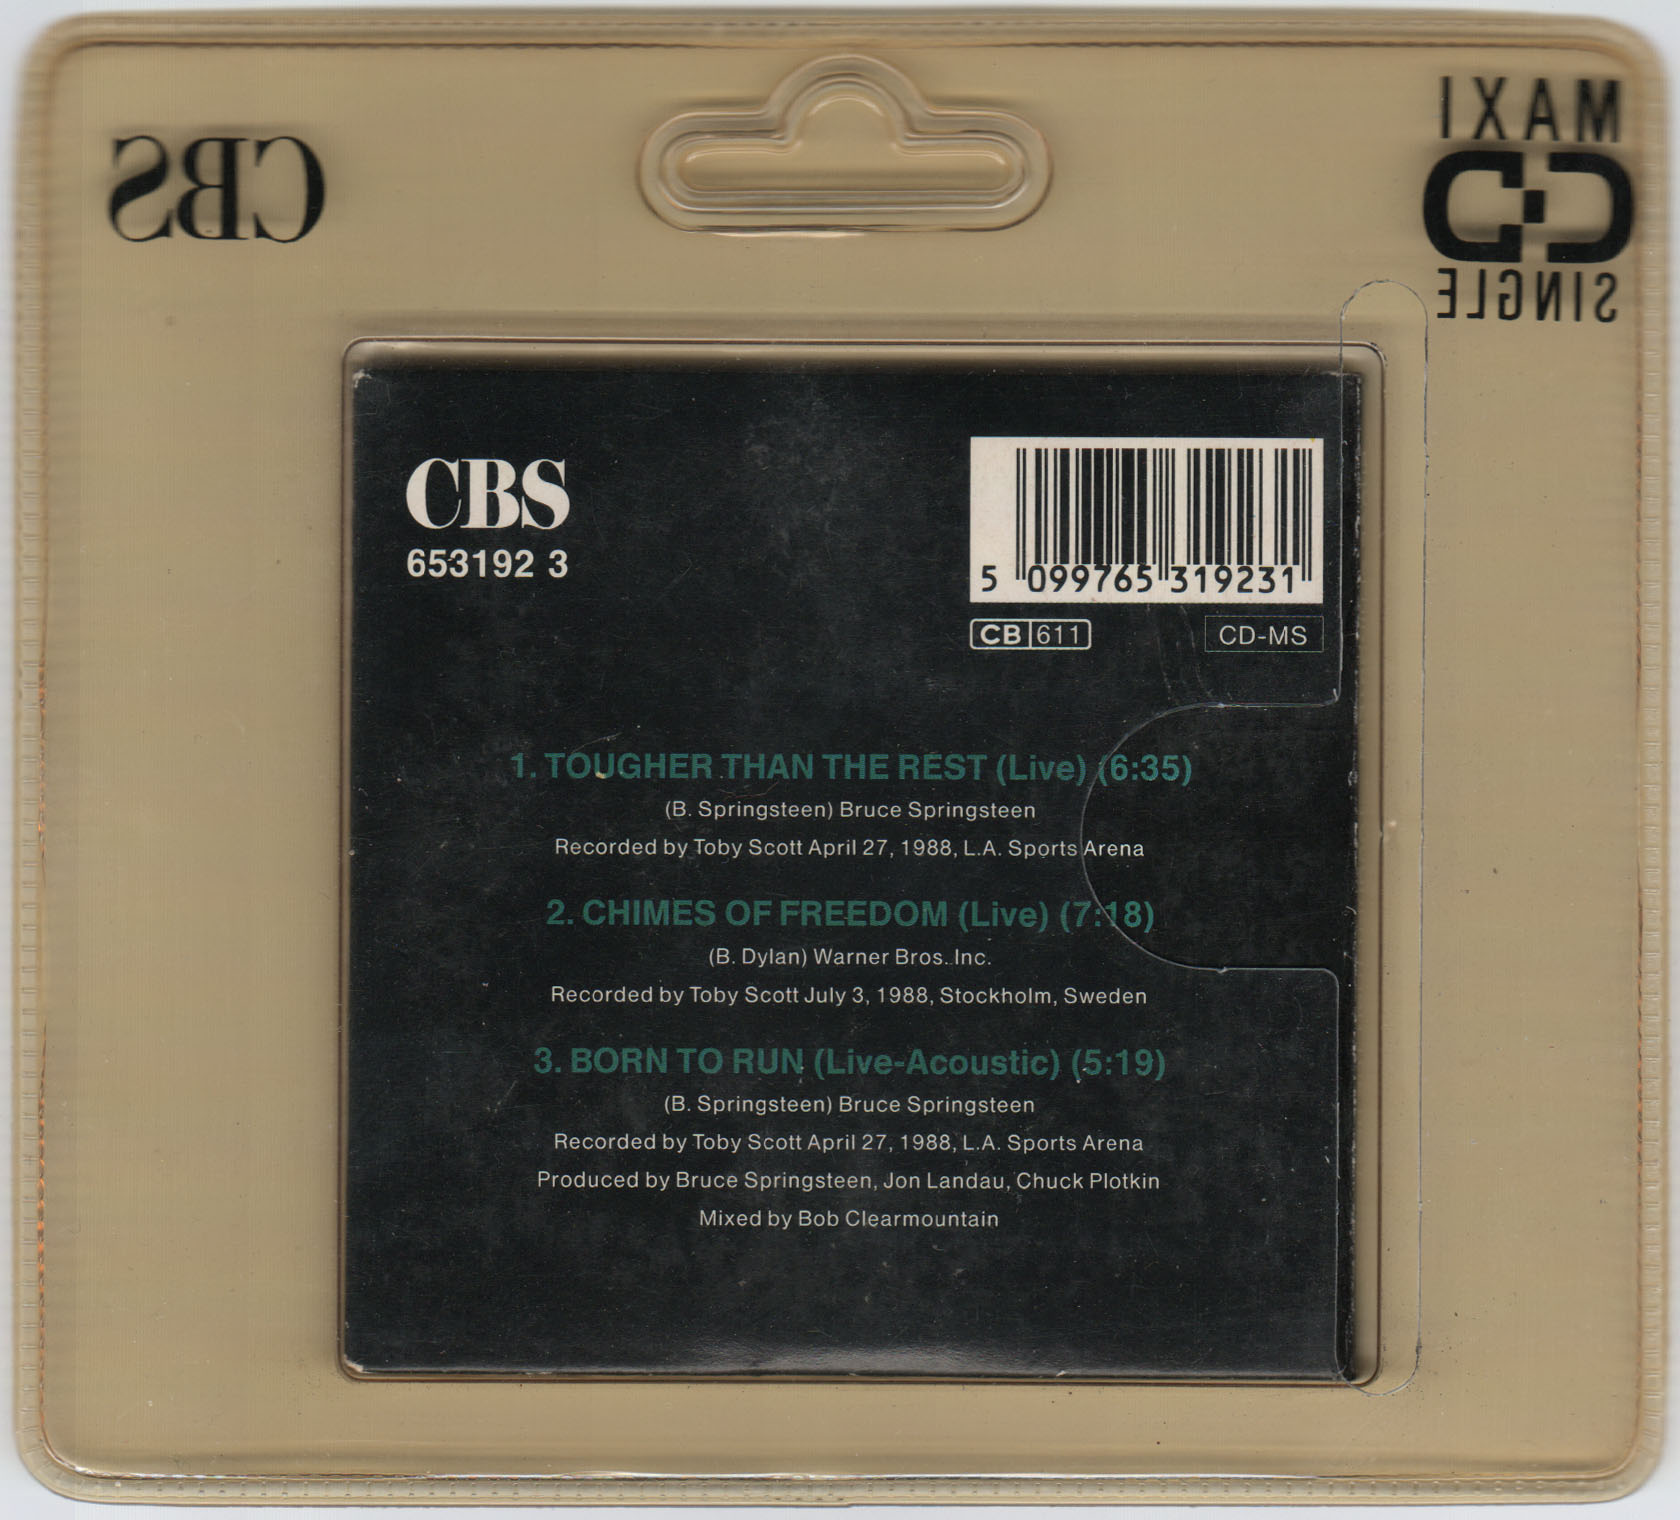 CBS
MAXI
CD
SINGLE
CBS
653192 3
5 099765 319231
CB 611
CD-MS
1. TOUGHER THAN THE REST (Live) (6:35)
(B. Springsteen) Bruce Springsteen
Recorded by Toby Scott April 27, 1988, L.A. Sports Arena
2. CHIMES OF FREEDOM (Live) (7:18)
(B. Dylan) Warner Bros. Inc.
Recorded by Toby Scott July 3, 1988, Stockholm, Sweden
3. BORN TO RUN (Live-Acoustic) (5:19)
(B. Springsteen) Bruce Springsteen
Recorded by Toby Scott April 27, 1988, L.A. Sports Arena
Produced by Bruce Springsteen, Jon Landau, Chuck Plotkin
Mixed by Bob Clearmountain